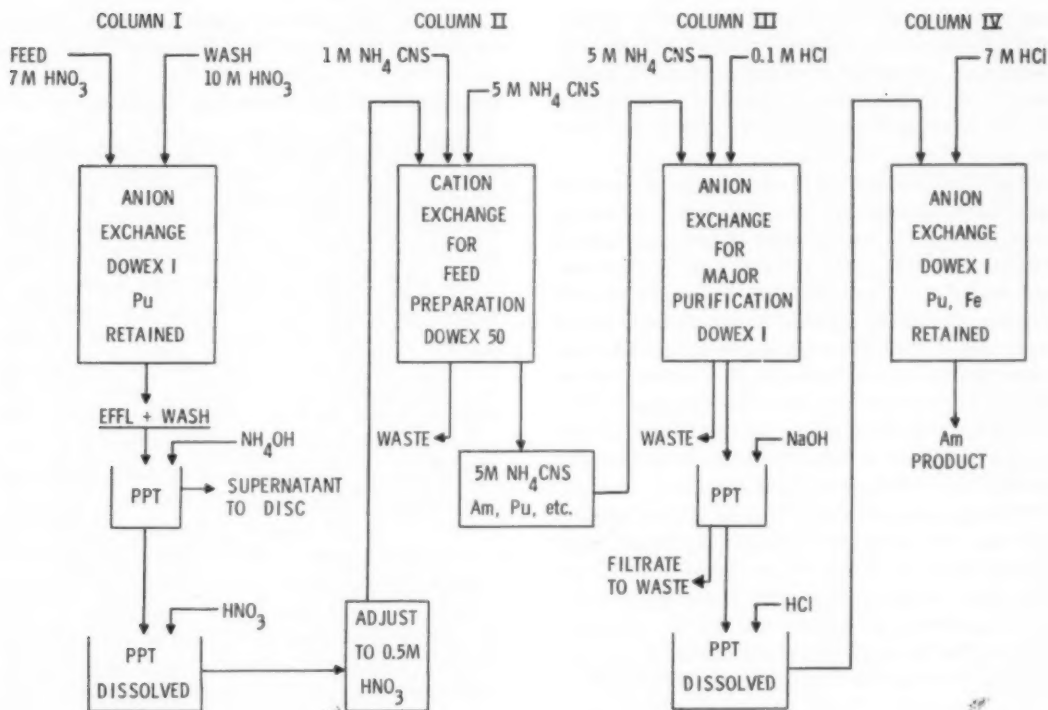 COLUMN I
FEED
7 M HNO3
WASH
10 M HNO3
ANION
EXCHANGE
DOWEX I
Pu
RETAINED
EFFL + WASH
NH4OH
PPT
SUPERNATANT
TO DISC
HNO3
PPT
DISSOLVED
ADJUST
TO 0.5M
HNO3
COLUMN II
1 M NH4 CNS
5 M NH4 CNS
CATION
EXCHANGE
FOR
FEED
PREPARATION
DOWEX 50
WASTE
5M NH4CNS
Am, Pu, etc.
COLUMN III
5 M NH4 CNS
0.1 M HCl
ANION
EXCHANGE
FOR
MAJOR
PURIFICATION
DOWEX I
WASTE
NaOH
PPT
FILTRATE
TO WASTE
HCl
PPT
DISSOLVED
COLUMN IV
7 M HCl
ANION
EXCHANGE
DOWEX I
Pu, Fe
RETAINED
Am
PRODUCT